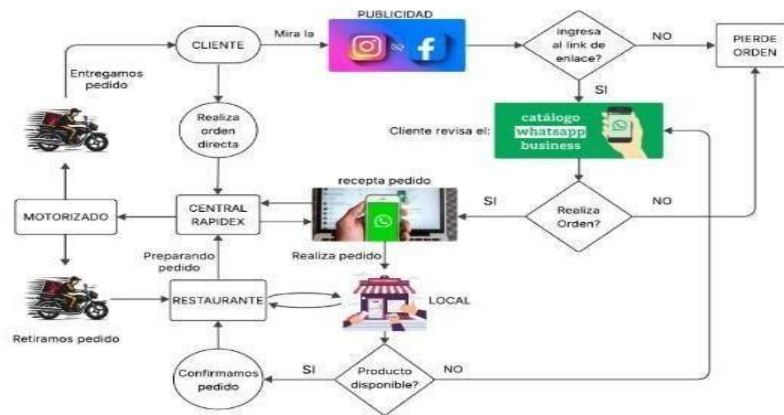 PUBLICIDAD
CLIENTE
Mira la
ingresa
al link de
enlace?
NO
PIERDE
ORDEN
Entregamos
pedido
SI
Realiza
orden
directa
Cliente revisa el:
catálogo
whatsapp
business
recepta pedido
MOTORIZADO
CENTRAL
RAPIDEX
SI
Realiza
Orden?
NO
Preparando
pedido
Realiza pedido
RESTAURANTE
LOCAL
Retiramos pedido
Confirmamos
pedido
SI
Producto
disponible?
NO